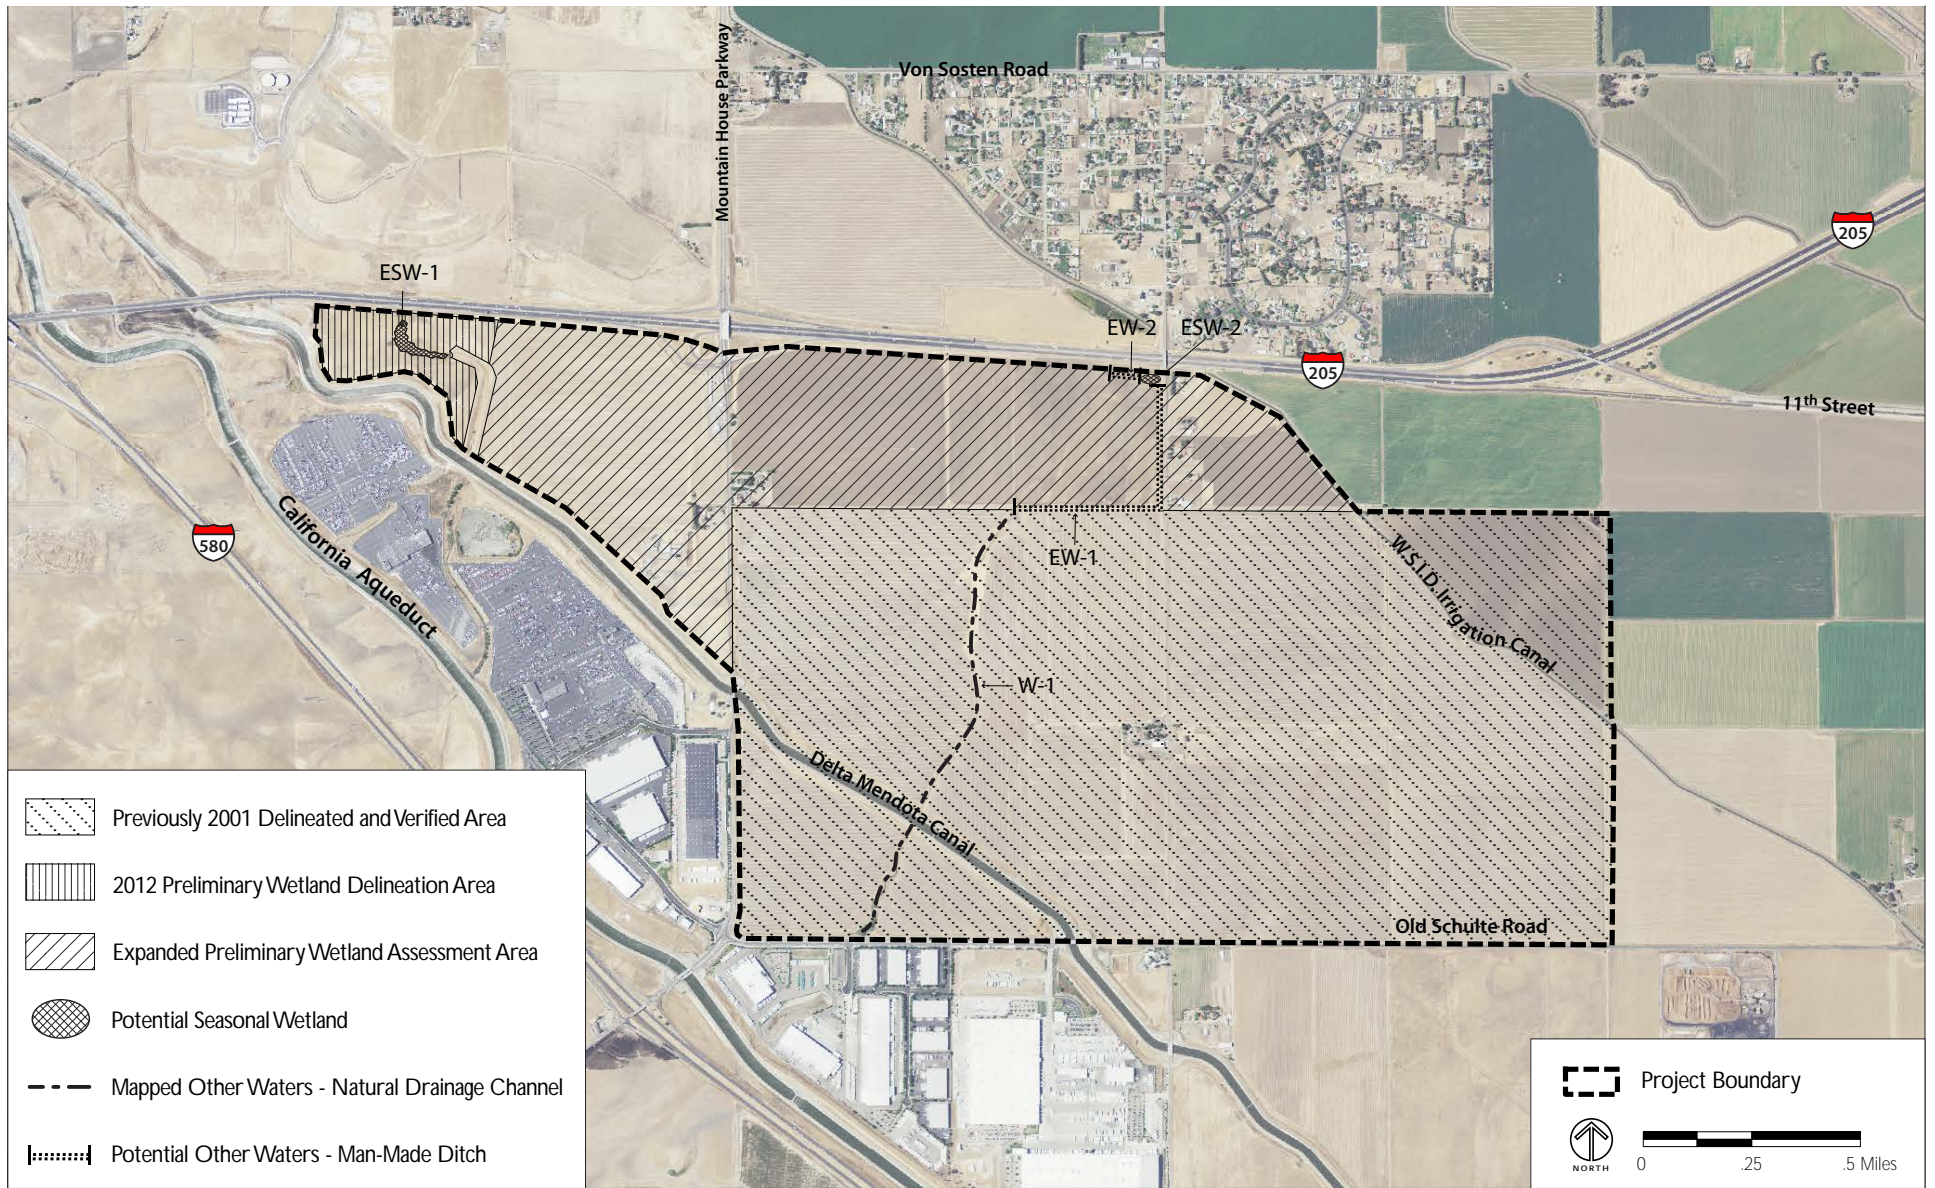 Mountain House Parkway
Von Sosten Road
205
ESW-1
EW-2
ESW-2
205
11th Street
California Aqueduct
580
EW-1
W.S.I.D. Irrigation Canal
W-1
Delta Mendota Canal
Old Schulte Road
Previously 2001 Delineated and Verified Area
2012 Preliminary Wetland Delineation Area
Expanded Preliminary Wetland Assessment Area
Potential Seasonal Wetland
Mapped Other Waters - Natural Drainage Channel
Potential Other Waters - Man-Made Ditch
Project Boundary
NORTH
0 .25 .5 Miles